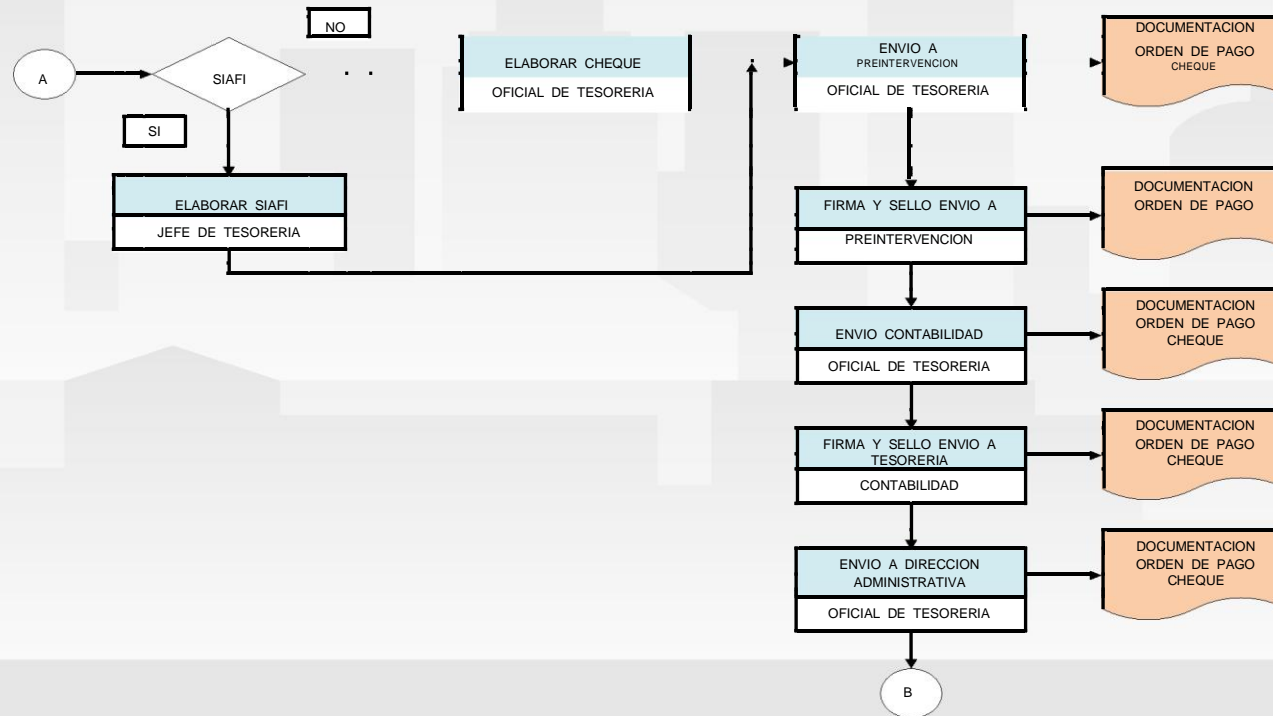 NO
A
SIAFI
SI
ELABORAR SIAFI
JEFE DE TESORERIA
ELABORAR CHEQUE
OFICIAL DE TESORERIA
ENVIO A
PREINTERVENCION
OFICIAL DE TESORERIA
DOCUMENTACION
ORDEN DE PAGO
CHEQUE
FIRMA Y SELLO ENVIO A
PREINTERVENCION
DOCUMENTACION
ORDEN DE PAGO
ENVIO CONTABILIDAD
OFICIAL DE TESORERIA
DOCUMENTACION
ORDEN DE PAGO
CHEQUE
FIRMA Y SELLO ENVIO A
TESORERIA
CONTABILIDAD
DOCUMENTACION
ORDEN DE PAGO
CHEQUE
ENVIO A DIRECCION
ADMINISTRATIVA
OFICIAL DE TESORERIA
DOCUMENTACION
ORDEN DE PAGO
CHEQUE
B